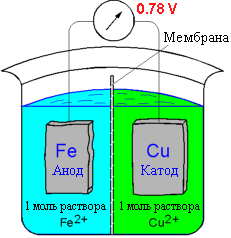 0.78 V
Мембрана
Fe
Анод
Cu
Катод
1 моль раствора
Fe2+
1 моль раствора
Cu2+